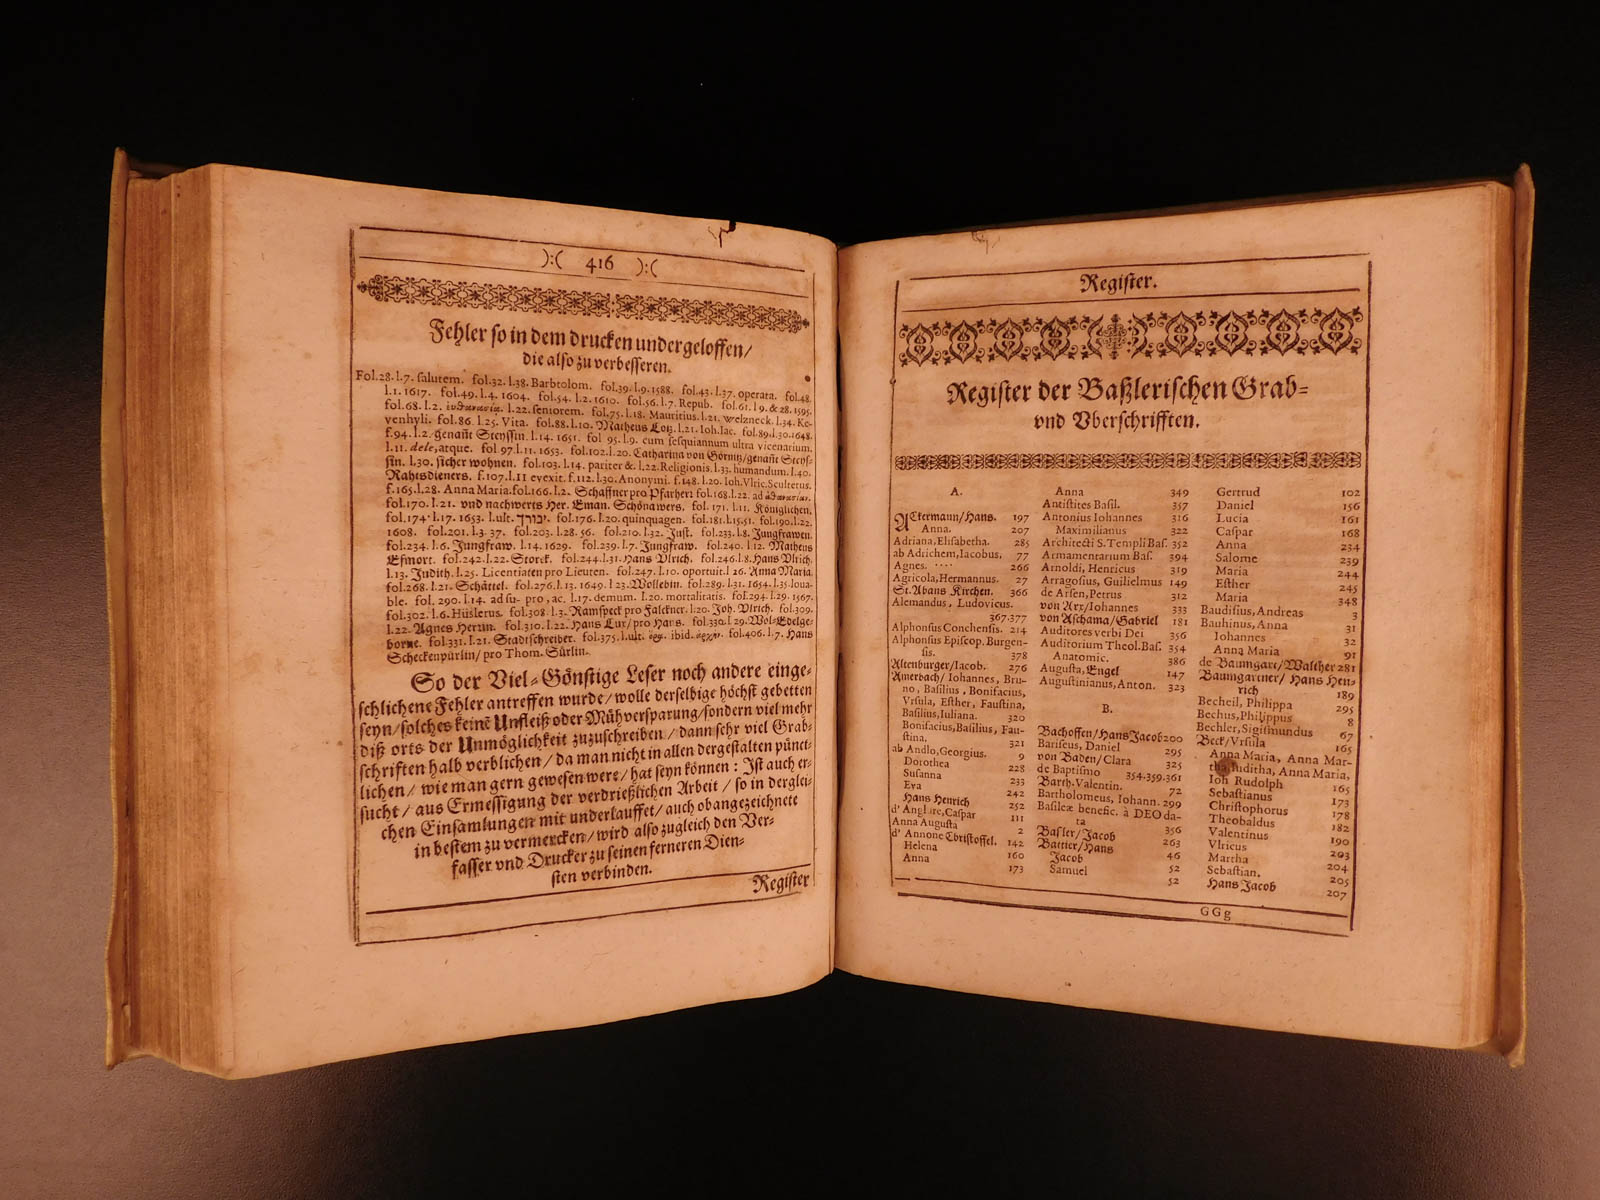 ):( 416 ):(
Fehler so in dem drucken undergeloffen/
die also zu verbesseren.
Fol.28.l.7. salutem. fol.32.l.38. Barbtolom. fol.39.l.9.1588. fol.43.l.37. operata. fol.48.
l.1.1617. fol.49.l.4.1604. fol.54.l.2.1610. fol.56.l.7. Repub. fol.61.l.9.&28.1595.
fol.68.l.2. l.22. seniorem. fol.75.l.18. Mauritius. l.21. welzneck. l.34. Ke-
venhyli. fol.86.l.25. Vita. fol.88.l.10. Matheus Lotz. l.21. Ioh.Iac. fol.89.l.30.1648.
f.94.l.2. genañt Stenssin. l.14.1651. fol 95.l.9. cum sesquiannum ultra vicenarium.
l.11. dele, atque. fol 97.l.11.1653. fol.102.l.20. Catharina von Görnitz/genañt Steys-
sin. l.30. sicher wohnen. fol.103.l.14. pariter &. l.22. Religionis. l.33. humandum. l.40.
Rahtsdieners. f.107.l.11 evexit. f.112.l.30. Anonymi. f.148.l.20. Ioh.Vlric.Scultetus.
f.165.l.28. Anna Maria. fol.166.l.2. Schaffner pro Pfarher: fol.168.l.22. ad
fol.170.l.21. und nachwerts Her. Eman. Schönawers. fol.171.l.11. Königlichen.
fol.174.l.17.1653. l.ult. fol.176.l.20. quinquagen. fol.181.l.15.51. fol.190.l.22.
1608. fol.201.l.3.37. fol.203.l.28.56. fol.210.l.32. Just. fol.233.l.8. Jungfrawen.
fol.234.l.6. Jungfraw. l.14.1629. fol.239.l.7. Jungfraw. fol.240.l.12. Matheus
Esmort. fol.242.l.22. Storck. fol.244.l.31. Hans Vlrich. fol.246.l.8. Hans Vlrich.
l.13. Judith. l.25. Licentiaten pro Lieuten. fol.247.l.10. oportuit. l 26. Anna Maria.
fol.268.l.21. Schättel. fol.276.l.13.1649. l 23. Wollebin. fol.289.l.31.1654. l.35. loua-
ble. fol. 290.l.14. ad su- pro, ac. l.17. demum. l.20. mortalitatis. fol.294.l.29.1567.
fol.302.l.6. Hüslerus. fol.308.l.3. Ramspeck pro Falckner. l.20. Joh. Vlrich. fol.309.
l.22. Agnes Herun. fol.310.l.22. Hans Lux/ pro Hans. fol.330.l.29. Wol-Edelge-
borne. fol.331.l.21. Stadtschreiber. fol.375.l.ult. ibid. fol.406.l.7. Hans
Scheckenpürlin/ pro Thom. Sürlin.
So der Viel-Gönstige Leser noch andere einge-
schlichene Fehler antreffen wurde/ wolle derselbige höchst gebetten
seyn/ solches keinē Unfleiß oder Mühversparung/ sondern viel mehr
diß orts der Unmöglichkeit zuzuschreiben/ dann sehr viel Grab-
schriften halb verblichen/ da man nicht in allen dergestalten pünct-
lichen/ wie man gern gewesen were/ hat seyn können: Ist auch er-
sucht/ aus Ermessigung der verdrießlichen Arbeit/ so in derglei-
chen Einsamlungen mit underlauffet/ auch obangezeichnete
in bestem zu vermercken/ wird also zugleich den Ver-
fasser vnd Drucker zu seinen ferneren Dien-
sten verbinden.
Register
Register.
Register der Baßlerischen Grab-
vnd Vberschrifften.
A.
ACkermann/Hans. 197
Anna. 207
Adriana, Elisabetha. 285
ab Adrichem, Iacobus. 77
Agnes. .... 266
Agricola, Hermannus. 27
St. Abans Kirchen. 366
Alemandus, Ludovicus.
367.377
Alphonsus Conchensis. 214
Alphonsus Episcop. Burgen-
sis. 378
Altenburger/Jacob. 276
Amerbach/ Iohannes, Bru-
no, Basilius, Bonifacius,
Vrsula, Esther, Faustina,
Basilius, Iuliana. 320
Bonifacius, Basilius, Fau-
stina. 321
ab Andlo, Georgius. 9
Dorothea 228
Susanna 233
Eva 242
Hans Henrich 252
d'Anglure, Caspar 111
Anna Augusta 2
d'Annone Christoffel. 142
Helena 160
Anna 173
Anna 349
Antistites Basil. 357
Antonius Iohannes 316
Maximilianus 322
Architecti S. Templi Bas. 352
Armamentarium Bas. 394
Arnoldi, Henricus 319
Arragosius, Guilielmus 149
de Arsen, Petrus 312
von Arx/Iohannes 333
von Aschama/Gabriel 181
Auditores verbi Dei 356
Auditorium Theol. Bas. 354
Anatomic. 386
Augusta, Engel 147
Augustinianus, Anton. 323
B.
Bachoffen/Hans Jacob 200
Bariseus, Daniel 295
von Baden/Clara 325
de Baptismo 354.359.361
Barth. Valentin. 72
Bartholomeus, Iohann. 299
Basileæ benefic. à DEO da-
ta 356
Basler/Jacob 263
Battier/Hans 46
Jacob 52
Samuel 52
Gertrud 102
Daniel 156
Lucia 161
Caspar 168
Anna 234
Salome 239
Maria 244
Esther 245
Maria 348
Baudisius, Andreas 3
Bauhinus, Anna 31
Iohannes 32
Anna Maria 91
de Baumgart/Walther 281
Baumgartner/ Hans Hen-
rich 189
Becheil, Philippa 295
Bechus, Philippus 8
Bechler, Sigismundus 67
Beck/Vrsula 165
Anna Maria, Anna Mar-
tha, Iuditha, Anna Maria,
Ioh Rudolph 165
Sebastianus 173
Christophorus 178
Theobaldus 182
Valentinus 190
Vlricus 203
Martha 204
Sebastian. 205
Hans Jacob 207
GGg